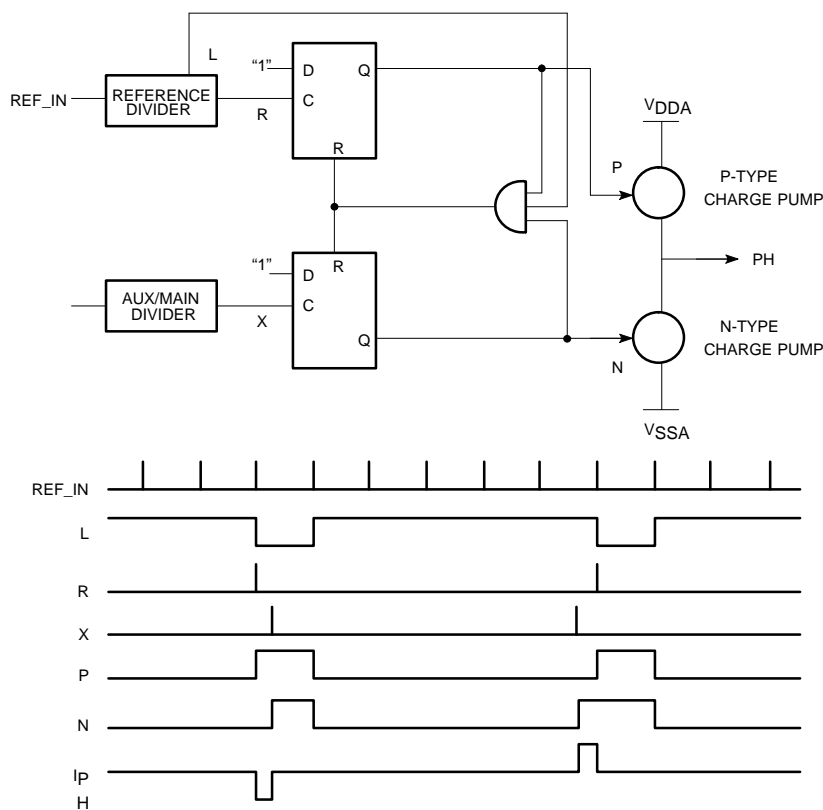 L
"1"
D
Q
REF_IN
REFERENCE
DIVIDER
R
C
R
VDDA
P
P-TYPE
CHARGE PUMP
PH
"1"
R
D
AUX/MAIN
DIVIDER
X
C
Q
N
N-TYPE
CHARGE PUMP
VSSA
REF_IN
L
R
X
P
N
IP
H